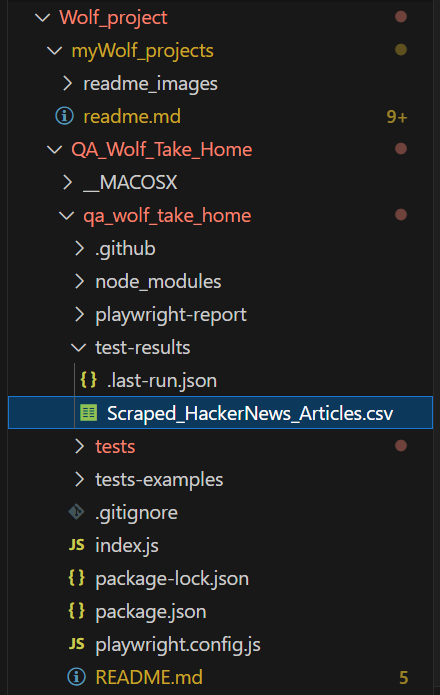 Wolf_project
myWolf_projects
readme_images
readme.md 9+
QA_Wolf_Take_Home
__MACOSX
qa_wolf_take_home
.github
node_modules
playwright-report
test-results
{} .last-run.json
Scraped_HackerNews_Articles.csv
tests
tests-examples
.gitignore
JS index.js
{} package-lock.json
{} package.json
JS playwright.config.js
README.md 5